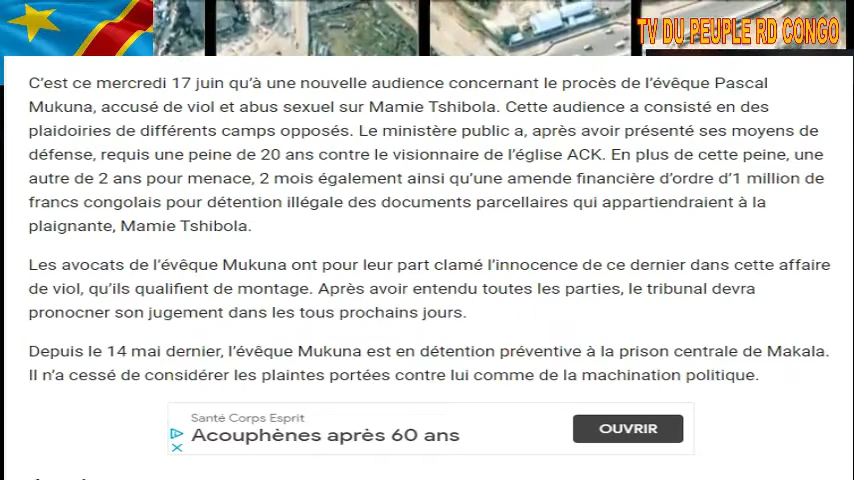 TV DU PEUPLE RD CONGO
C'est ce mercredi 17 juin qu'à une nouvelle audience concernant le procès de l'évêque Pascal
Mukuna, accusé de viol et abus sexuel sur Mamie Tshibola. Cette audience a consisté en des
plaidoiries de différents camps opposés. Le ministère public a, après avoir présenté ses moyens de
défense, requis une peine de 20 ans contre le visionnaire de l'église ACK. En plus de cette peine, une
autre de 2 ans pour menace, 2 mois également ainsi qu'une amende financière d'ordre d'1 million de
francs congolais pour détention illégale des documents parcellaires qui appartiendraient à la
plaignante, Mamie Tshibola.
Les avocats de l'évêque Mukuna ont pour leur part clamé l'innocence de ce dernier dans cette affaire
de viol, qu'ils qualifient de montage. Après avoir entendu toutes les parties, le tribunal devra
pronocner son jugement dans les tous prochains jours.
Depuis le 14 mai dernier, l'évêque Mukuna est en détention préventive à la prison centrale de Makala.
Il n'a cessé de considérer les plaintes portées contre lui comme de la machination politique.
Santé Corps Esprit
Acouphènes après 60 ans
OUVRIR